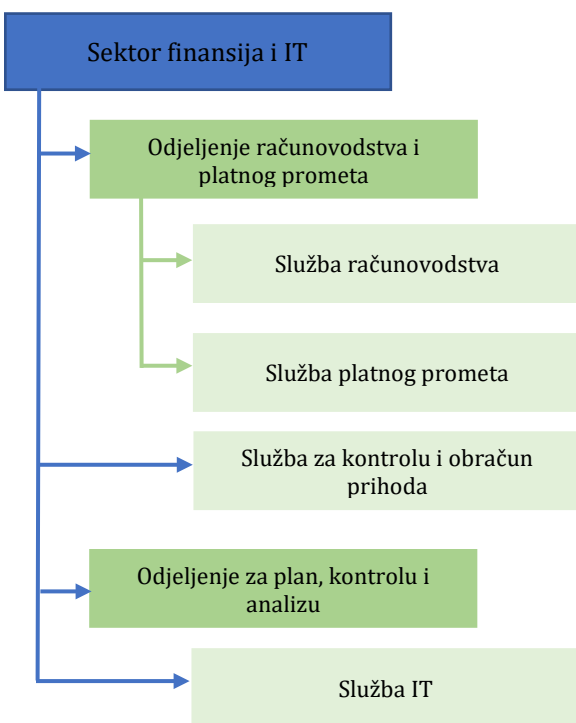 Sektor finansija i IT
Odjeljenje računovodstva i
platnog prometa
Služba računovodstva
Služba platnog prometa
Služba za kontrolu i obračun
prihoda
Odjeljenje za plan, kontrolu i
analizu
Služba IT